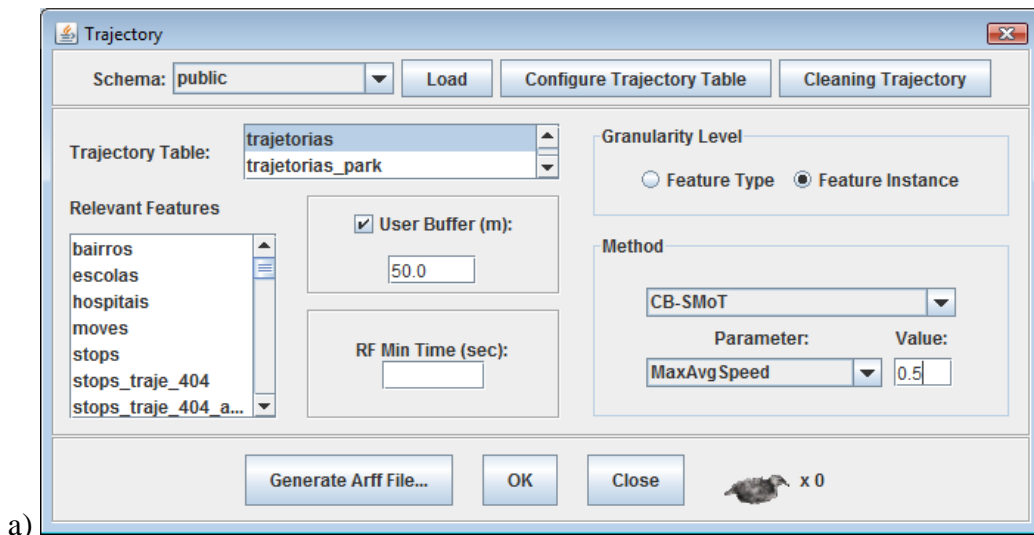 Trajectory
Schema: public Load Configure Trajectory Table Cleaning Trajectory
Trajectory Table:
trajetorias
trajetorias_park
Granularity Level
Feature Type Feature Instance
Relevant Features
bairros
escolas
hospitais
moves
stops
stops_traje_404
stops_traje_404_a...
User Buffer (m):
50.0
RF Min Time (sec):
Method
CB-SMoT
Parameter: Value:
MaxAvgSpeed 0.5
Generate Arff File... OK Close x 0
a)